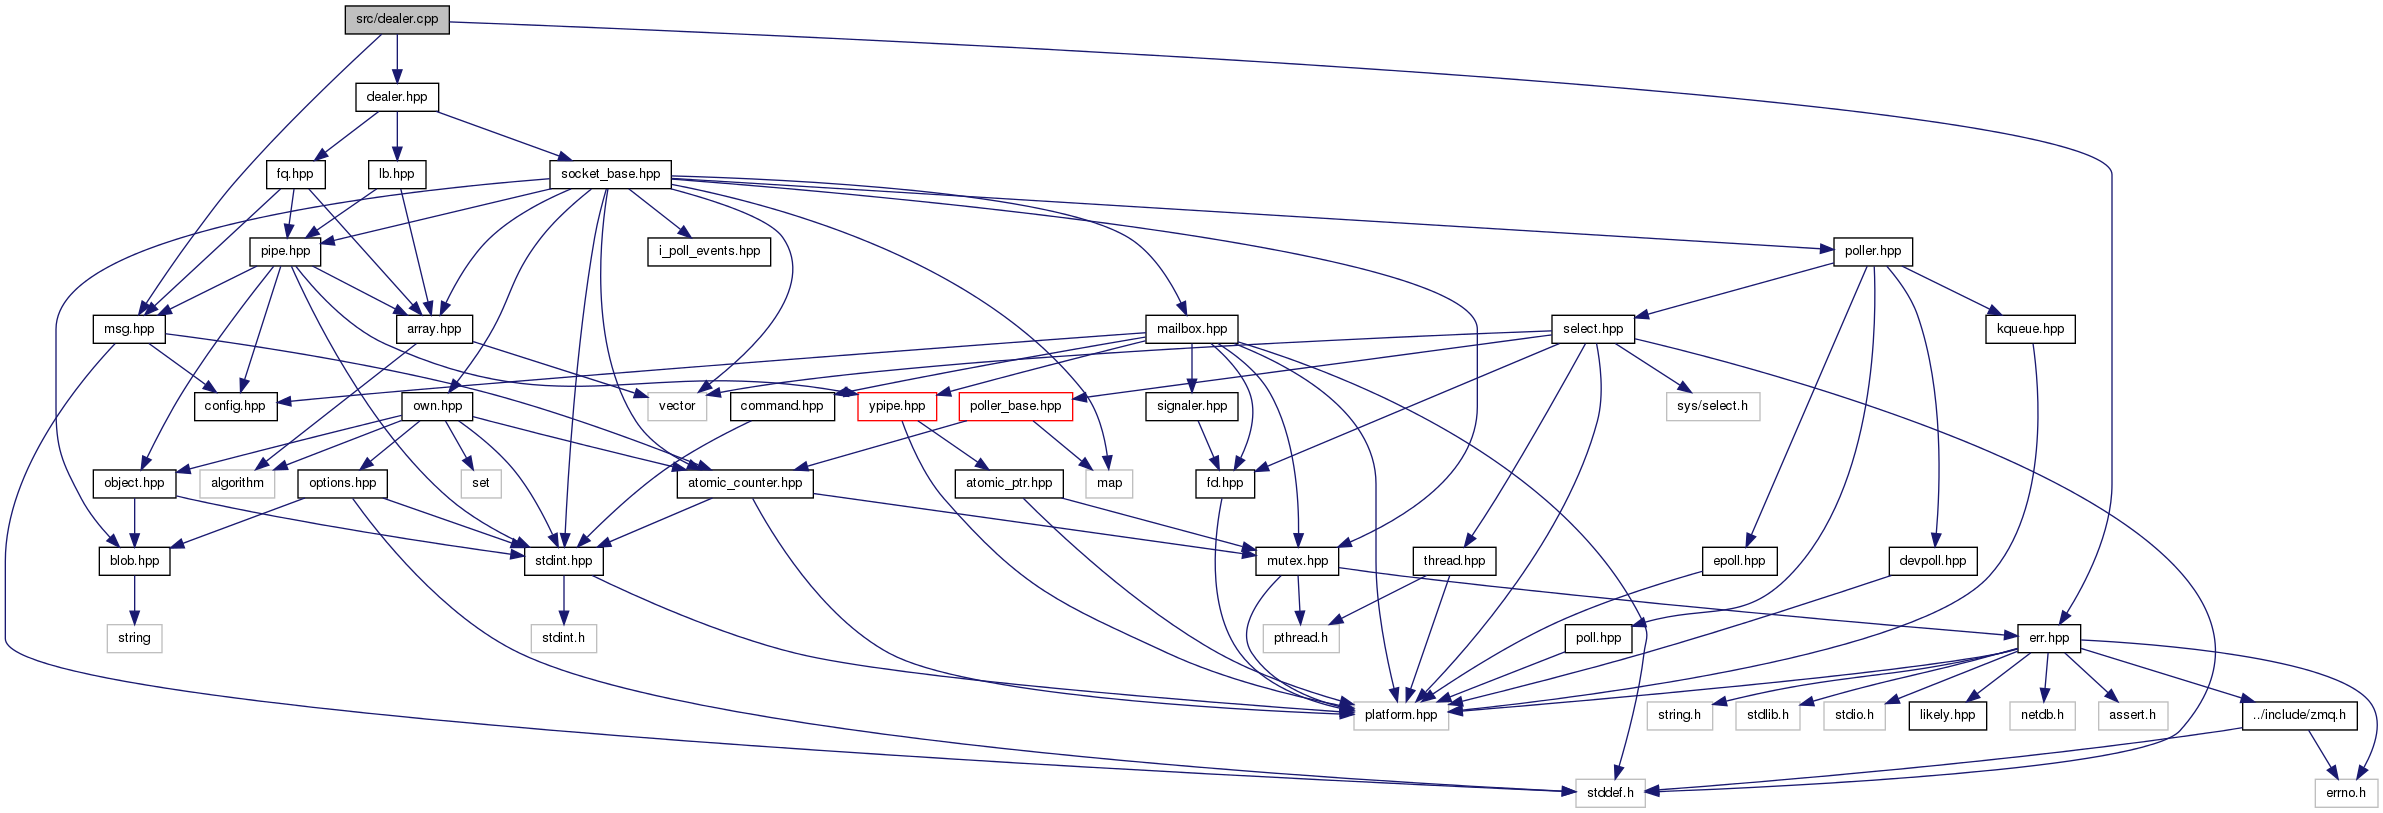 src/dealer.cpp
dealer.hpp
fq.hpp
lb.hpp
socket_base.hpp
pipe.hpp
i_poll_events.hpp
poller.hpp
msg.hpp
array.hpp
mailbox.hpp
select.hpp
kqueue.hpp
config.hpp
own.hpp
vector
command.hpp
ypipe.hpp
poller_base.hpp
signaler.hpp
sys/select.h
object.hpp
algorithm
options.hpp
set
atomic_counter.hpp
atomic_ptr.hpp
map
fd.hpp
blob.hpp
stdint.hpp
mutex.hpp
thread.hpp
epoll.hpp
devpoll.hpp
string
stdint.h
pthread.h
poll.hpp
err.hpp
platform.hpp
string.h
stdlib.h
stdio.h
likely.hpp
netdb.h
assert.h
../include/zmq.h
stddef.h
errno.h